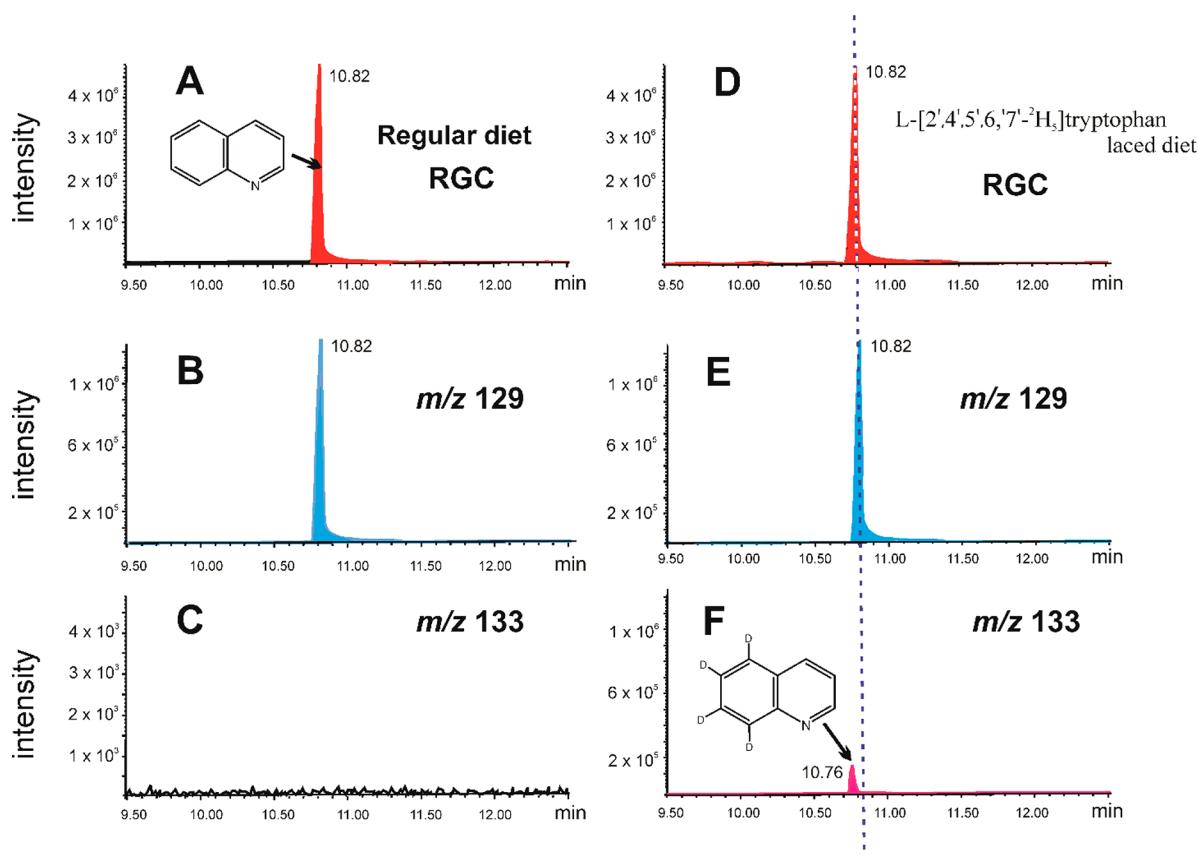 A
10.82
Regular diet
RGC
N
intensity
4 x 10⁶
3 x 10⁶
2 x 10⁶
1 x 10⁶
9.50 10.00 10.50 11.00 11.50 12.00 min
D
10.82
L-[2',4',5',6,'7'-²H₅]tryptophan
laced diet
RGC
4 x 10⁶
3 x 10⁶
2 x 10⁶
1 x 10⁶
9.50 10.00 10.50 11.00 11.50 12.00 min
B
10.82
m/z 129
intensity
1 x 10⁶
6 x 10⁵
2 x 10⁵
9.50 10.00 10.50 11.00 11.50 12.00 min
E
10.82
m/z 129
1 x 10⁶
6 x 10⁵
2 x 10⁵
9.50 10.00 10.50 11.00 11.50 12.00 min
C
m/z 133
intensity
4 x 10³
3 x 10³
2 x 10³
1 x 10³
9.50 10.00 10.50 11.00 11.50 12.00 min
F
m/z 133
D
D
D
D
N
10.76
1 x 10⁶
6 x 10⁵
2 x 10⁵
9.50 10.00 10.50 11.00 11.50 12.00 min